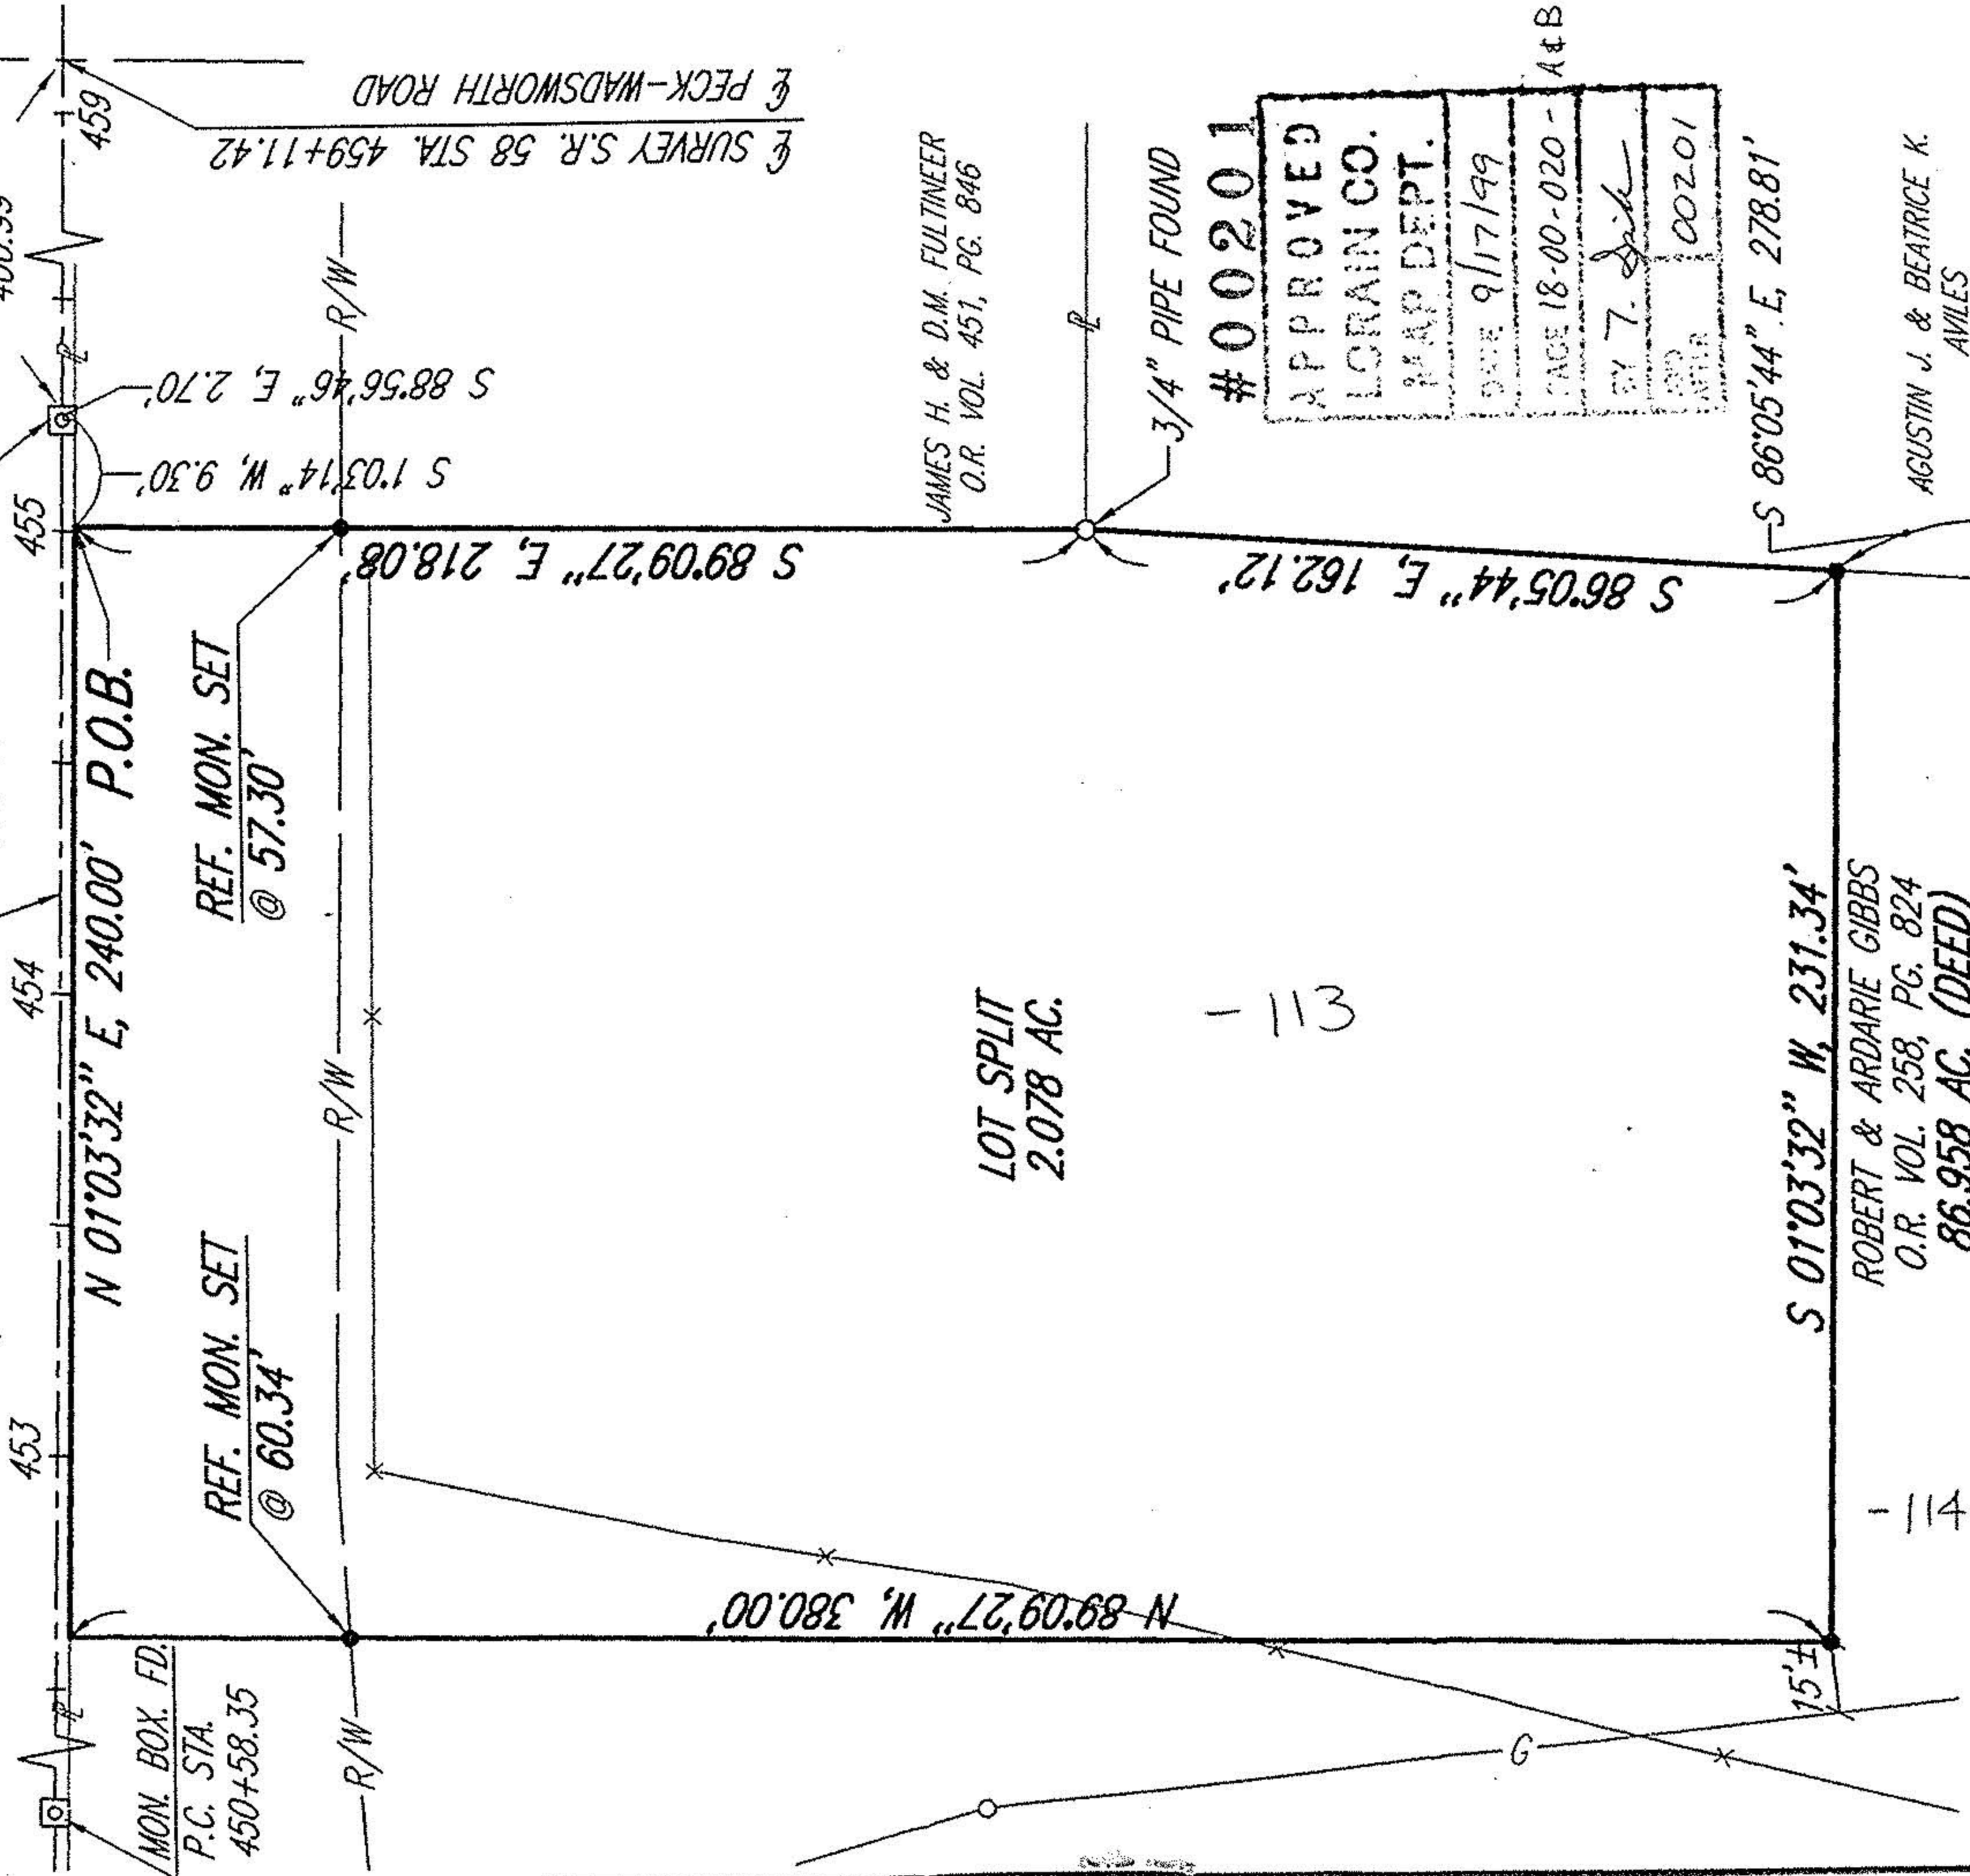 453
454
455
459
MON. BOX. FD.
P.C. STA.
450+58.35
N 01°03'32" E, 240.00'
P.O.B.
REF. MON. SET
@ 60.34'
REF. MON. SET
@ 57.30'
S 1°03'14" W, 9.30'
S 88°56'46" E, 2.70'
℄ SURVEY S.R. 58 STA. 459+11.42
℄ PECK-WADSWORTH ROAD
R/W
R/W
R/W
S 89°09'27" E, 218.08'
JAMES H. & D.M. FULTINEER
O.R. VOL. 451, PG. 846
3/4" PIPE FOUND
S 86°05'44" E, 162.12'
LOT SPLIT
2.078 AC.
-113
N 89°09'27" W, 380.00'
#00201
APPROVED
LORAIN CO.
MAP DEPT.
DATE 9/17/99
PAGE 18-00-020-A&B
BY T.
00201
S 86°05'44" E, 278.81'
AGUSTIN J. & BEATRICE K.
AVILES
S 01°03'32" W, 231.34'
ROBERT & ARDARIE GIBBS
O.R. VOL. 258, PG. 824
86.958 AC. (DEED)
15'±
-114
G